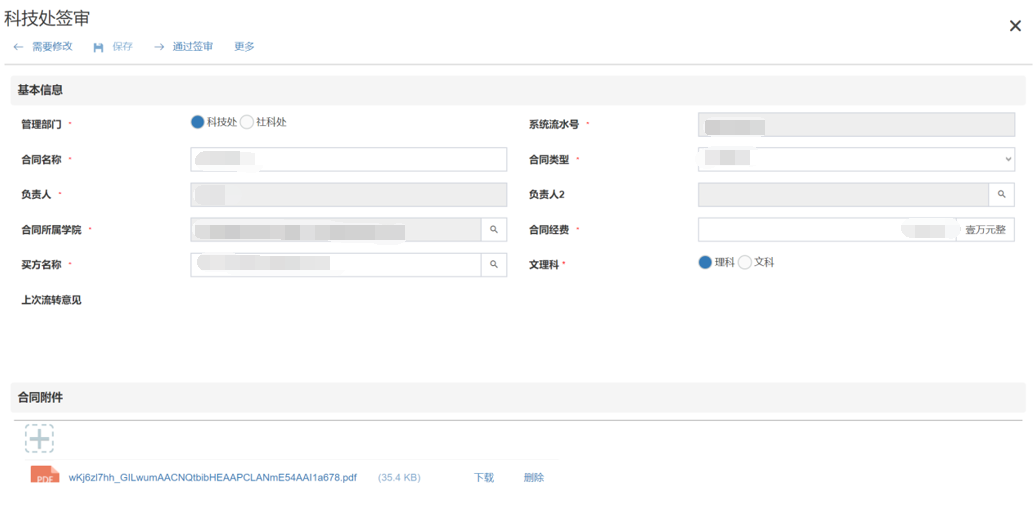 科技处签审
需要修改 保存 通过签审 更多
基本信息
管理部门 * 科技处 社科处 系统流水号 *
合同名称 * 合同类型 *
负责人 * 负责人2
合同所属学院 * 合同经费 * 壹万元整
买方名称 * 文理科 * 理科 文科
上次流转意见
合同附件
PDF wKj6zl7hh_GILwumAACNQtbibHEAAPCLANmE54AAI1a678.pdf (35.4 KB) 下载 删除